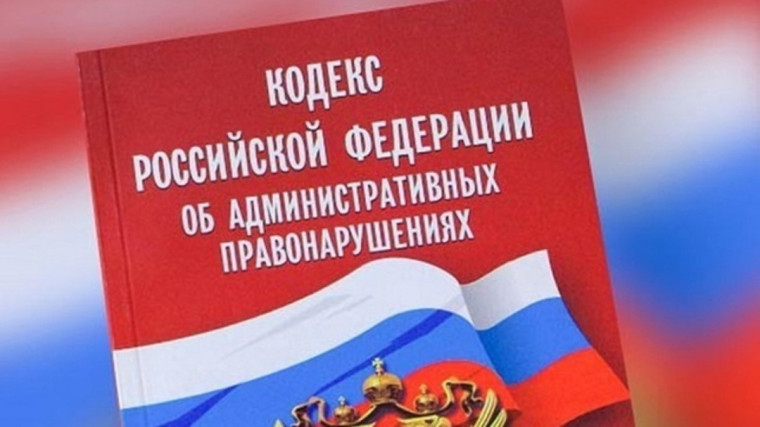 КОДЕКС
РОССИЙСКОЙ ФЕДЕРАЦИИ
ОБ АДМИНИСТРАТИВНЫХ
ПРАВОНАРУШЕНИЯХ